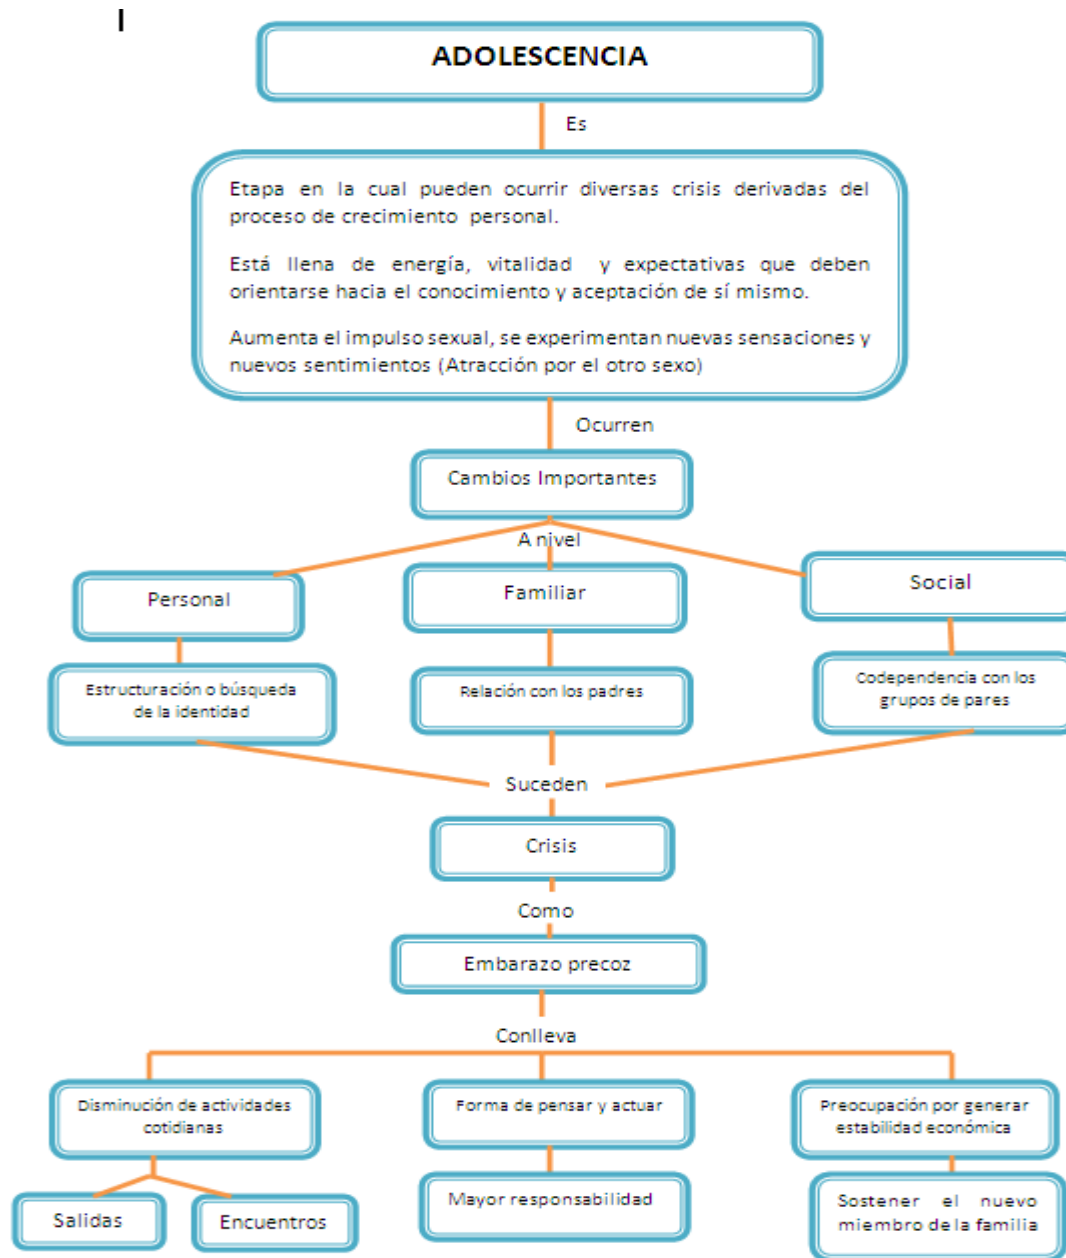 I
ADOLESCENCIA
Es
Etapa en la cual pueden ocurrir diversas crisis derivadas del
proceso de crecimiento personal.
Está llena de energía, vitalidad y expectativas que deben
orientarse hacia el conocimiento y aceptación de sí mismo.
Aumenta el impulso sexual, se experimentan nuevas sensaciones y
nuevos sentimientos (Atracción por el otro sexo)
Ocurren
Cambios Importantes
A nivel
Personal
Familiar
Social
Estructuración o búsqueda
de la identidad
Relación con los padres
Codependencia con los
grupos de pares
Suceden
Crisis
Como
Embarazo precoz
Conlleva
Disminución de actividades
cotidianas
Forma de pensar y actuar
Preocupación por generar
estabilidad económica
Salidas
Encuentros
Mayor responsabilidad
Sostener el nuevo
miembro de la familia